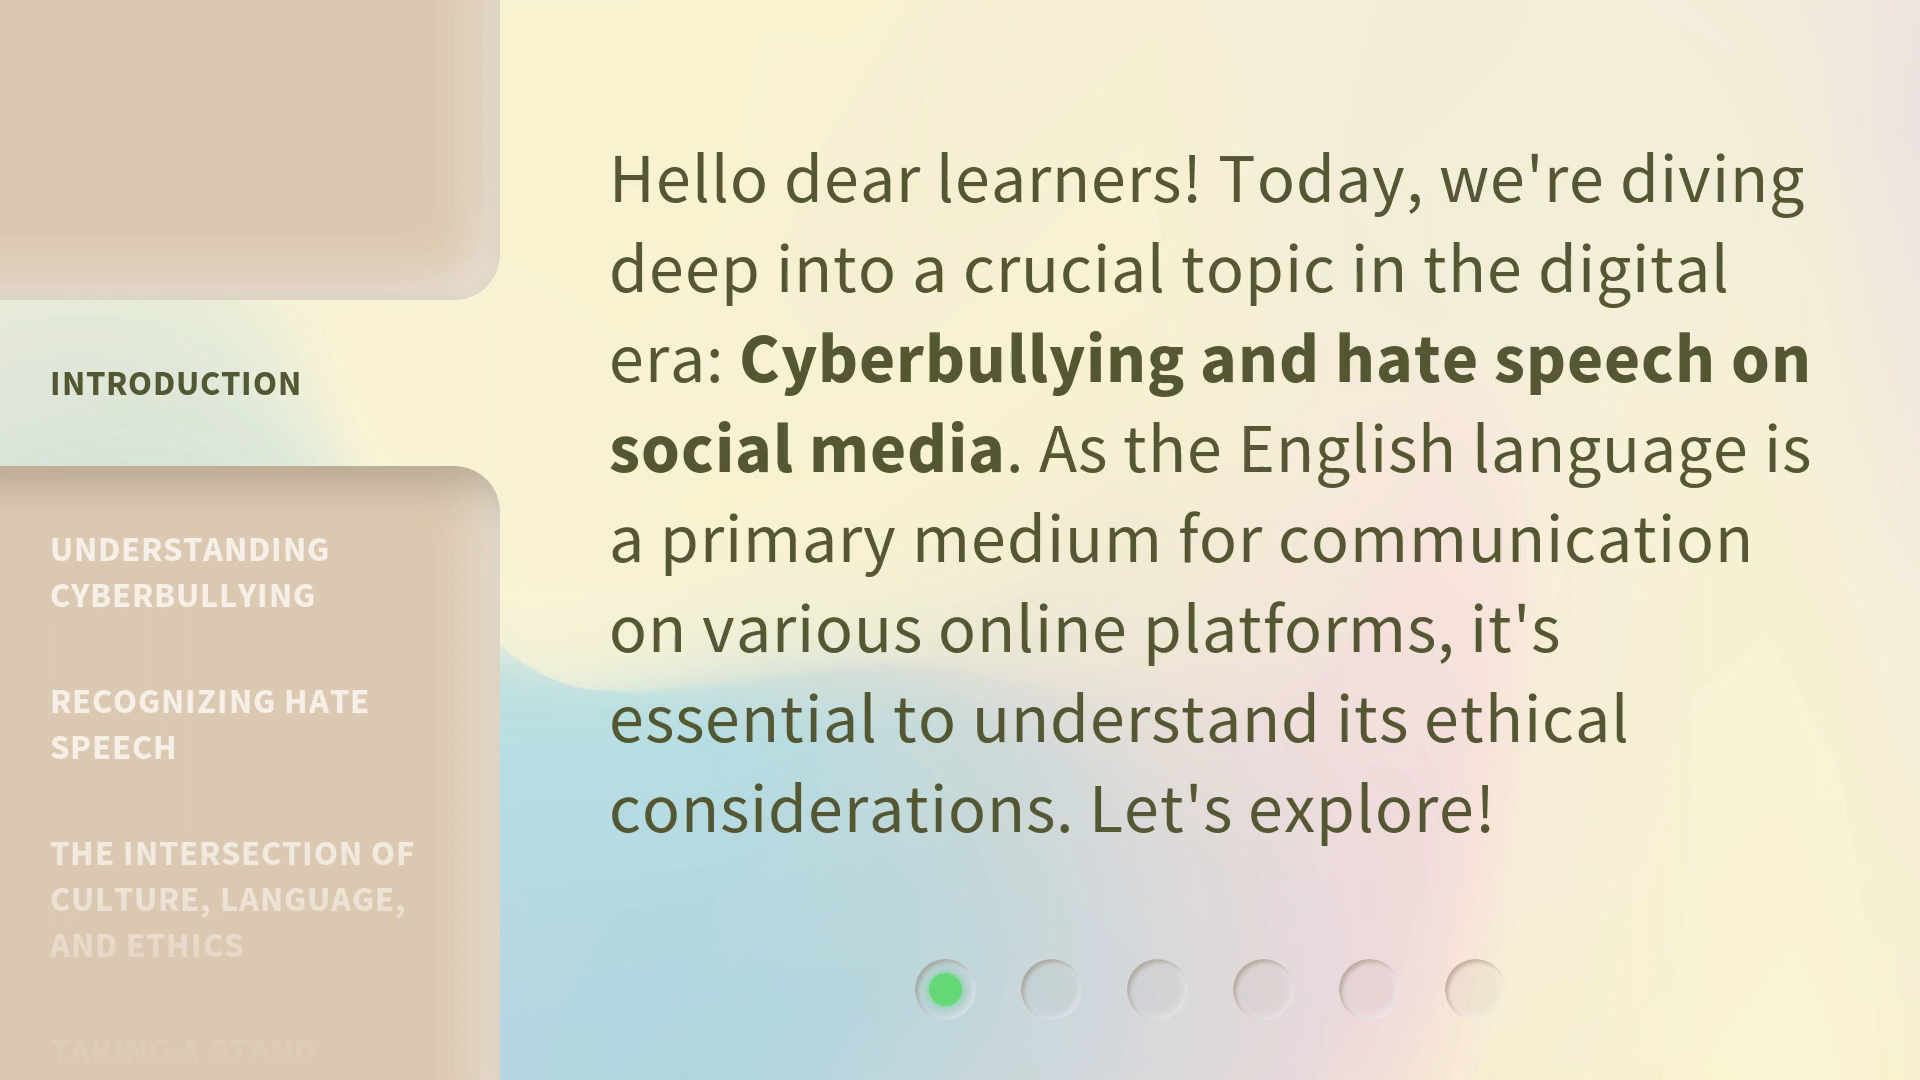 INTRODUCTION
UNDERSTANDING
CYBERBULLYING
RECOGNIZING HATE
SPEECH
THE INTERSECTION OF
CULTURE, LANGUAGE,
AND ETHICS
TAKING A STAND
Hello dear learners! Today, we're diving
deep into a crucial topic in the digital
era: Cyberbullying and hate speech on
social media. As the English language is
a primary medium for communication
on various online platforms, it's
essential to understand its ethical
considerations. Let's explore!